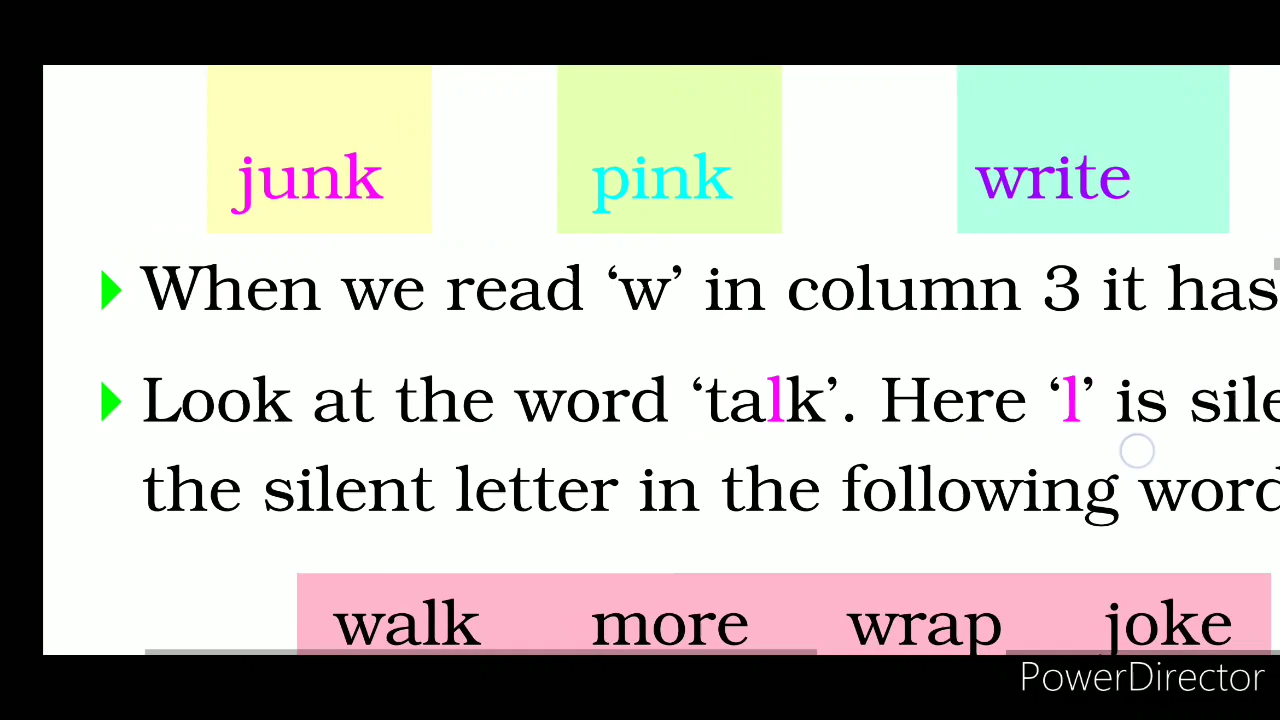 junk pink write
When we read ‘w’ in column 3 it has
Look at the word ‘talk’. Here ‘l’ is sile
the silent letter in the following word
walk more wrap joke
PowerDirector